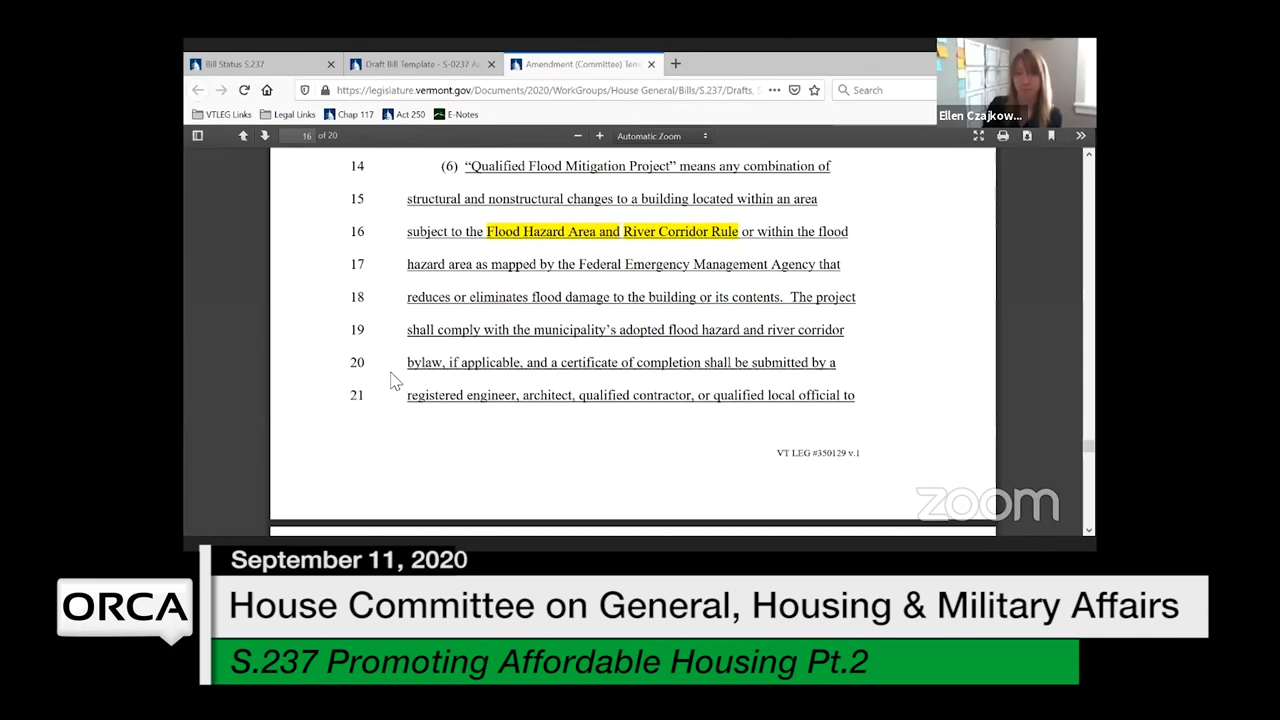 Bill Status S.237
Draft Bill Template - S-0237 As
Amendment (Committee) Tem
https://legislature.vermont.gov/Documents/2020/WorkGroups/House General/Bills/S.237/Drafts,
Search
Ellen Czajkow...
VTLEG Links
Legal Links
Chap 117
Act 250
E-Notes
16 of 20
Automatic Zoom
14 (6) “Qualified Flood Mitigation Project” means any combination of
15 structural and nonstructural changes to a building located within an area
16 subject to the Flood Hazard Area and River Corridor Rule or within the flood
17 hazard area as mapped by the Federal Emergency Management Agency that
18 reduces or eliminates flood damage to the building or its contents. The project
19 shall comply with the municipality’s adopted flood hazard and river corridor
20 bylaw, if applicable, and a certificate of completion shall be submitted by a
21 registered engineer, architect, qualified contractor, or qualified local official to
VT LEG #350129 v.1
zoom
September 11, 2020
ORCA
House Committee on General, Housing & Military Affairs
S.237 Promoting Affordable Housing Pt.2